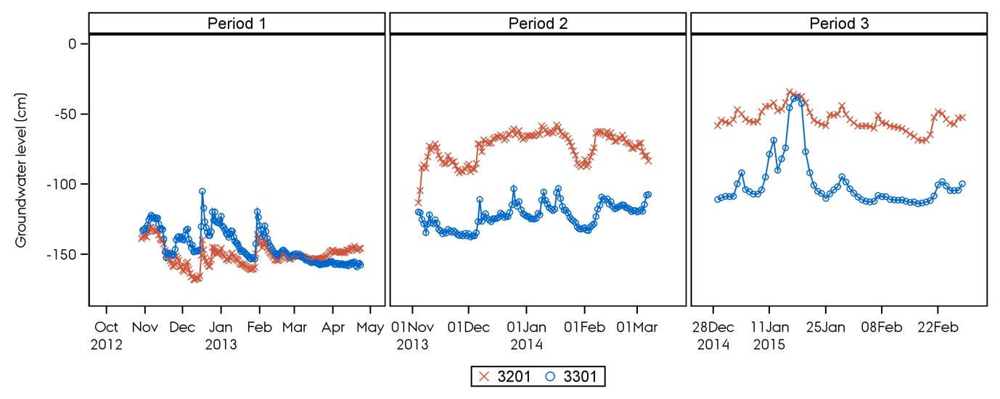 Period 1 Period 2 Period 3
Groundwater level (cm)
0
-50
-100
-150
Oct Nov Dec Jan Feb Mar Apr May 01Nov 01Dec 01Jan 01Feb 01Mar 28Dec 11Jan 25Jan 08Feb 22Feb
2012 2013 2013 2014 2014 2015
3201 3301